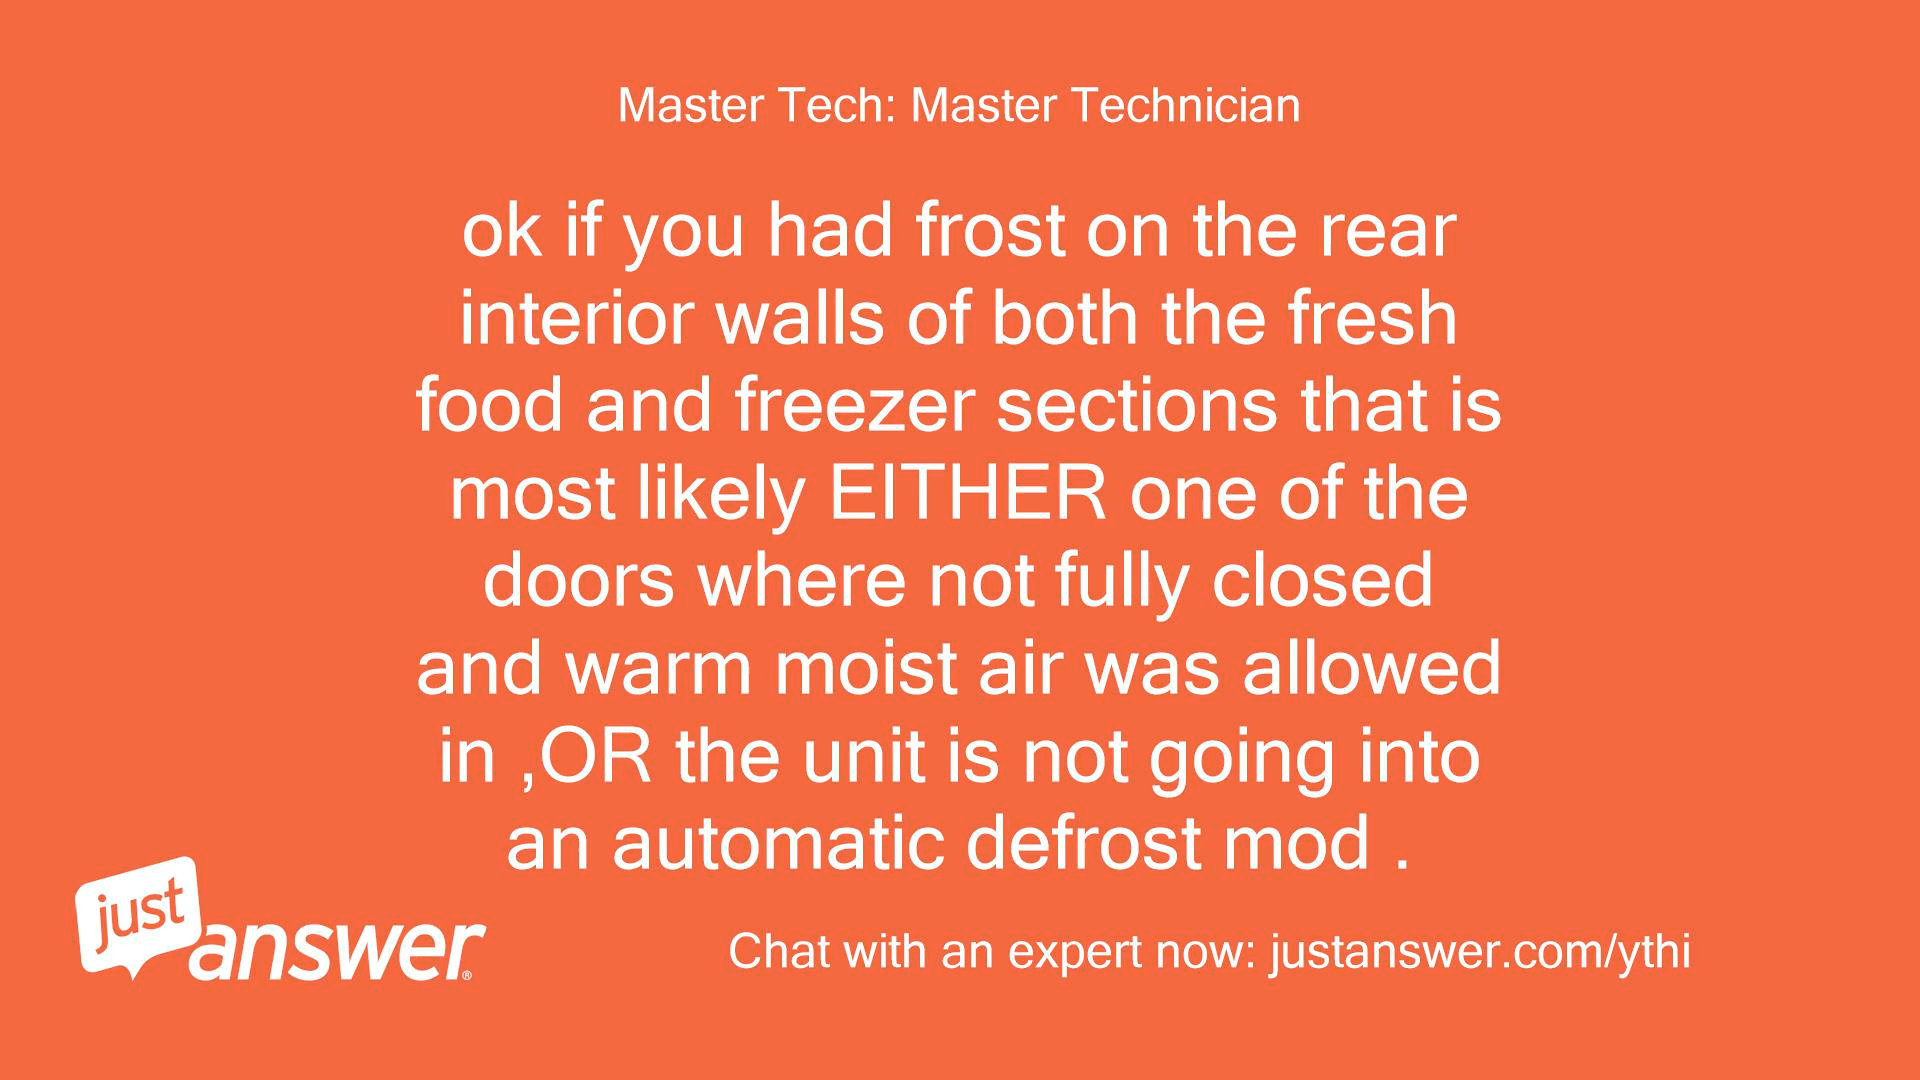 Master Tech: Master Technician
ok if you had frost on the rear
interior walls of both the fresh
food and freezer sections that is
most likely EITHER one of the
doors where not fully closed
and warm moist air was allowed
in ,OR the unit is not going into
an automatic defrost mod .
just
answer®
Chat with an expert now: justanswer.com/ythi